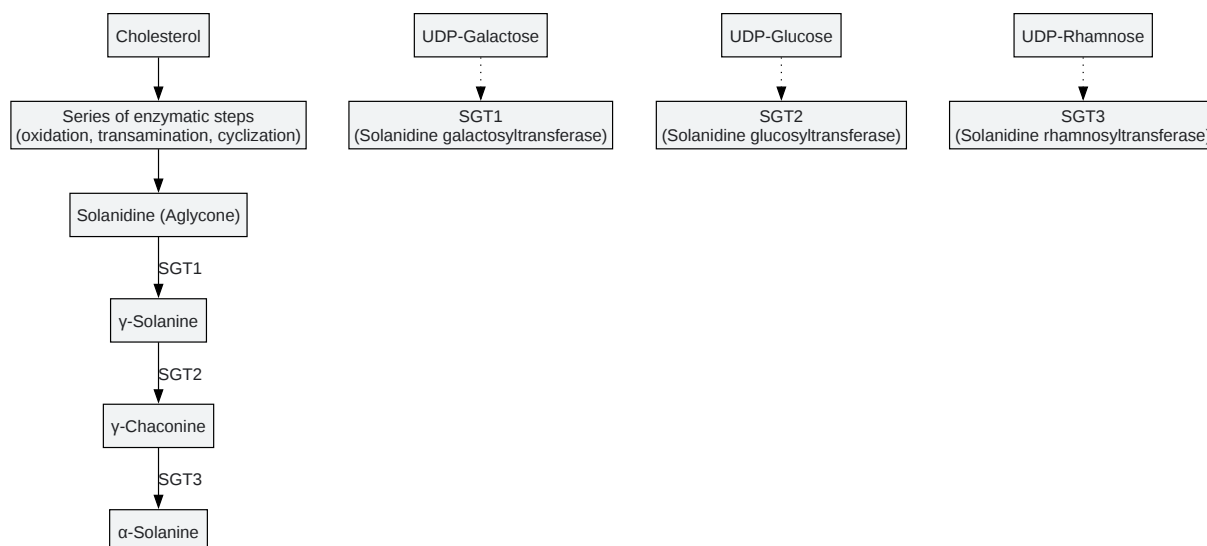 Cholesterol
UDP-Galactose
UDP-Glucose
UDP-Rhamnose
Series of enzymatic steps
(oxidation, transamination, cyclization)
SGT1
(Solanidine galactosyltransferase)
SGT2
(Solanidine glucosyltransferase)
SGT3
(Solanidine rhamnosyltransferase)
Solanidine (Aglycone)
SGT1
γ-Solanine
SGT2
γ-Chaconine
SGT3
α-Solanine